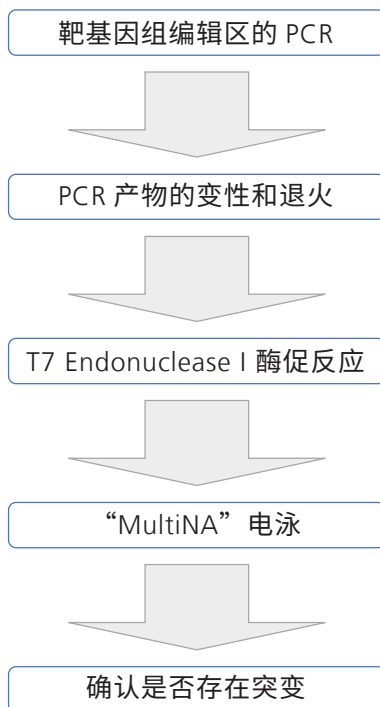 靶基因组编辑区的 PCR
PCR 产物的变性和退火
T7 Endonuclease I 酶促反应
“MultiNA”电泳
确认是否存在突变